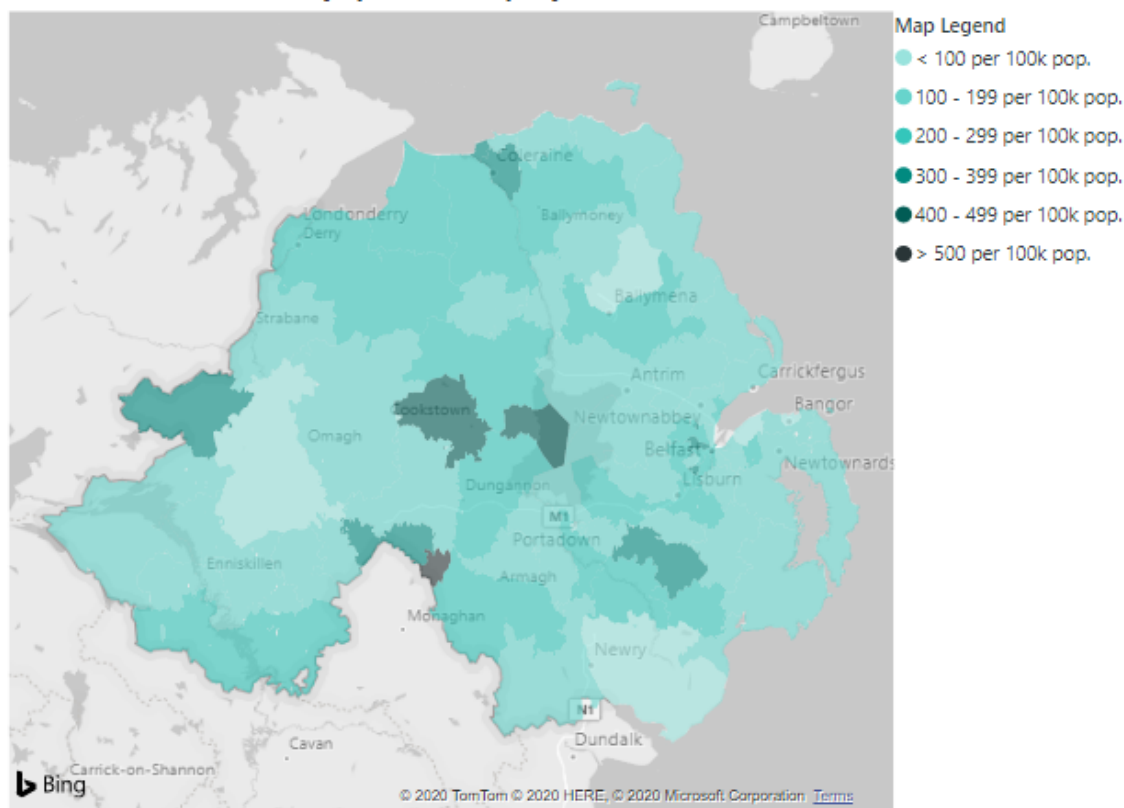 Campbeltown
Map Legend
< 100 per 100k pop.
100 - 199 per 100k pop.
200 - 299 per 100k pop.
300 - 399 per 100k pop.
400 - 499 per 100k pop.
> 500 per 100k pop.
Coleraine
Londonderry
Derry
Ballymoney
Ballymena
Strabane
Antrim
Carrickfergus
Bangor
Cookstown
Newtownabbey
Omagh
Belfast
Newtownards
Lisburn
Dungannon
M1
Portadown
Enniskillen
Armagh
Monaghan
Newry
N1
Dundalk
Cavan
Carrick-on-Shannon
Bing
© 2020 TomTom © 2020 HERE, © 2020 Microsoft Corporation Terms